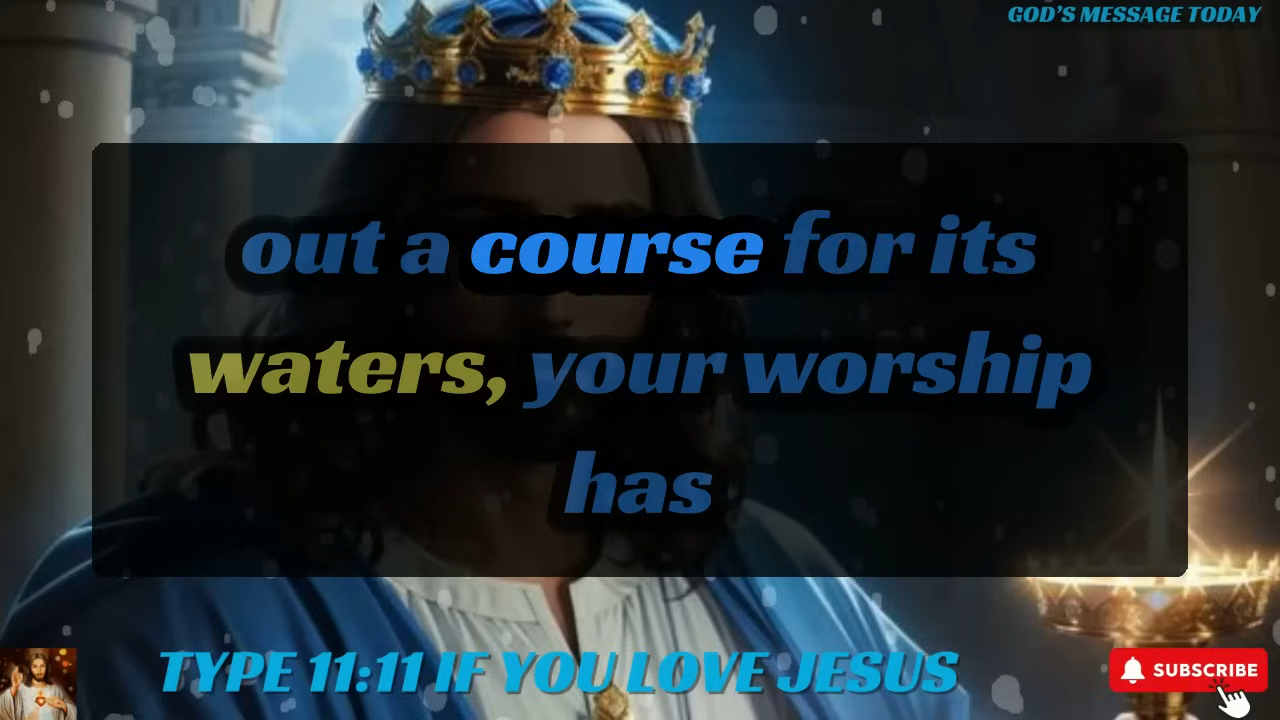 GOD'S MESSAGE TODAY
out a course for its
waters, your worship
has
TYPE 11:11 IF YOU LOVE JESUS
SUBSCRIBE